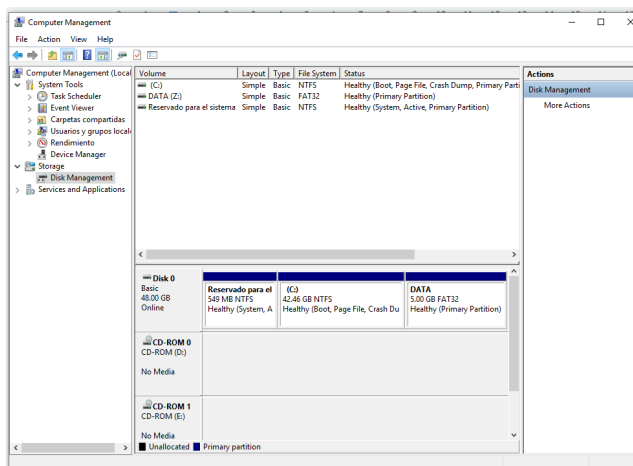 Computer Management
File Action View Help
Computer Management (Local
System Tools
Task Scheduler
Event Viewer
Carpetas compartidas
Usuarios y grupos locale
Rendimiento
Device Manager
Storage
Disk Management
Services and Applications
Volume Layout Type File System Status
(C:) Simple Basic NTFS Healthy (Boot, Page File, Crash Dump, Primary Parti
DATA (Z:) Simple Basic FAT32 Healthy (Primary Partition)
Reservado para el sistema Simple Basic NTFS Healthy (System, Active, Primary Partition)
Disk 0
Basic
48.00 GB
Online
Reservado para el
549 MB NTFS
Healthy (System, A
(C:)
42.46 GB NTFS
Healthy (Boot, Page File, Crash Du
DATA
5.00 GB FAT32
Healthy (Primary Partition)
CD-ROM 0
CD-ROM (D:)
No Media
CD-ROM 1
CD-ROM (E:)
No Media
Unallocated Primary partition
Actions
Disk Management
More Actions